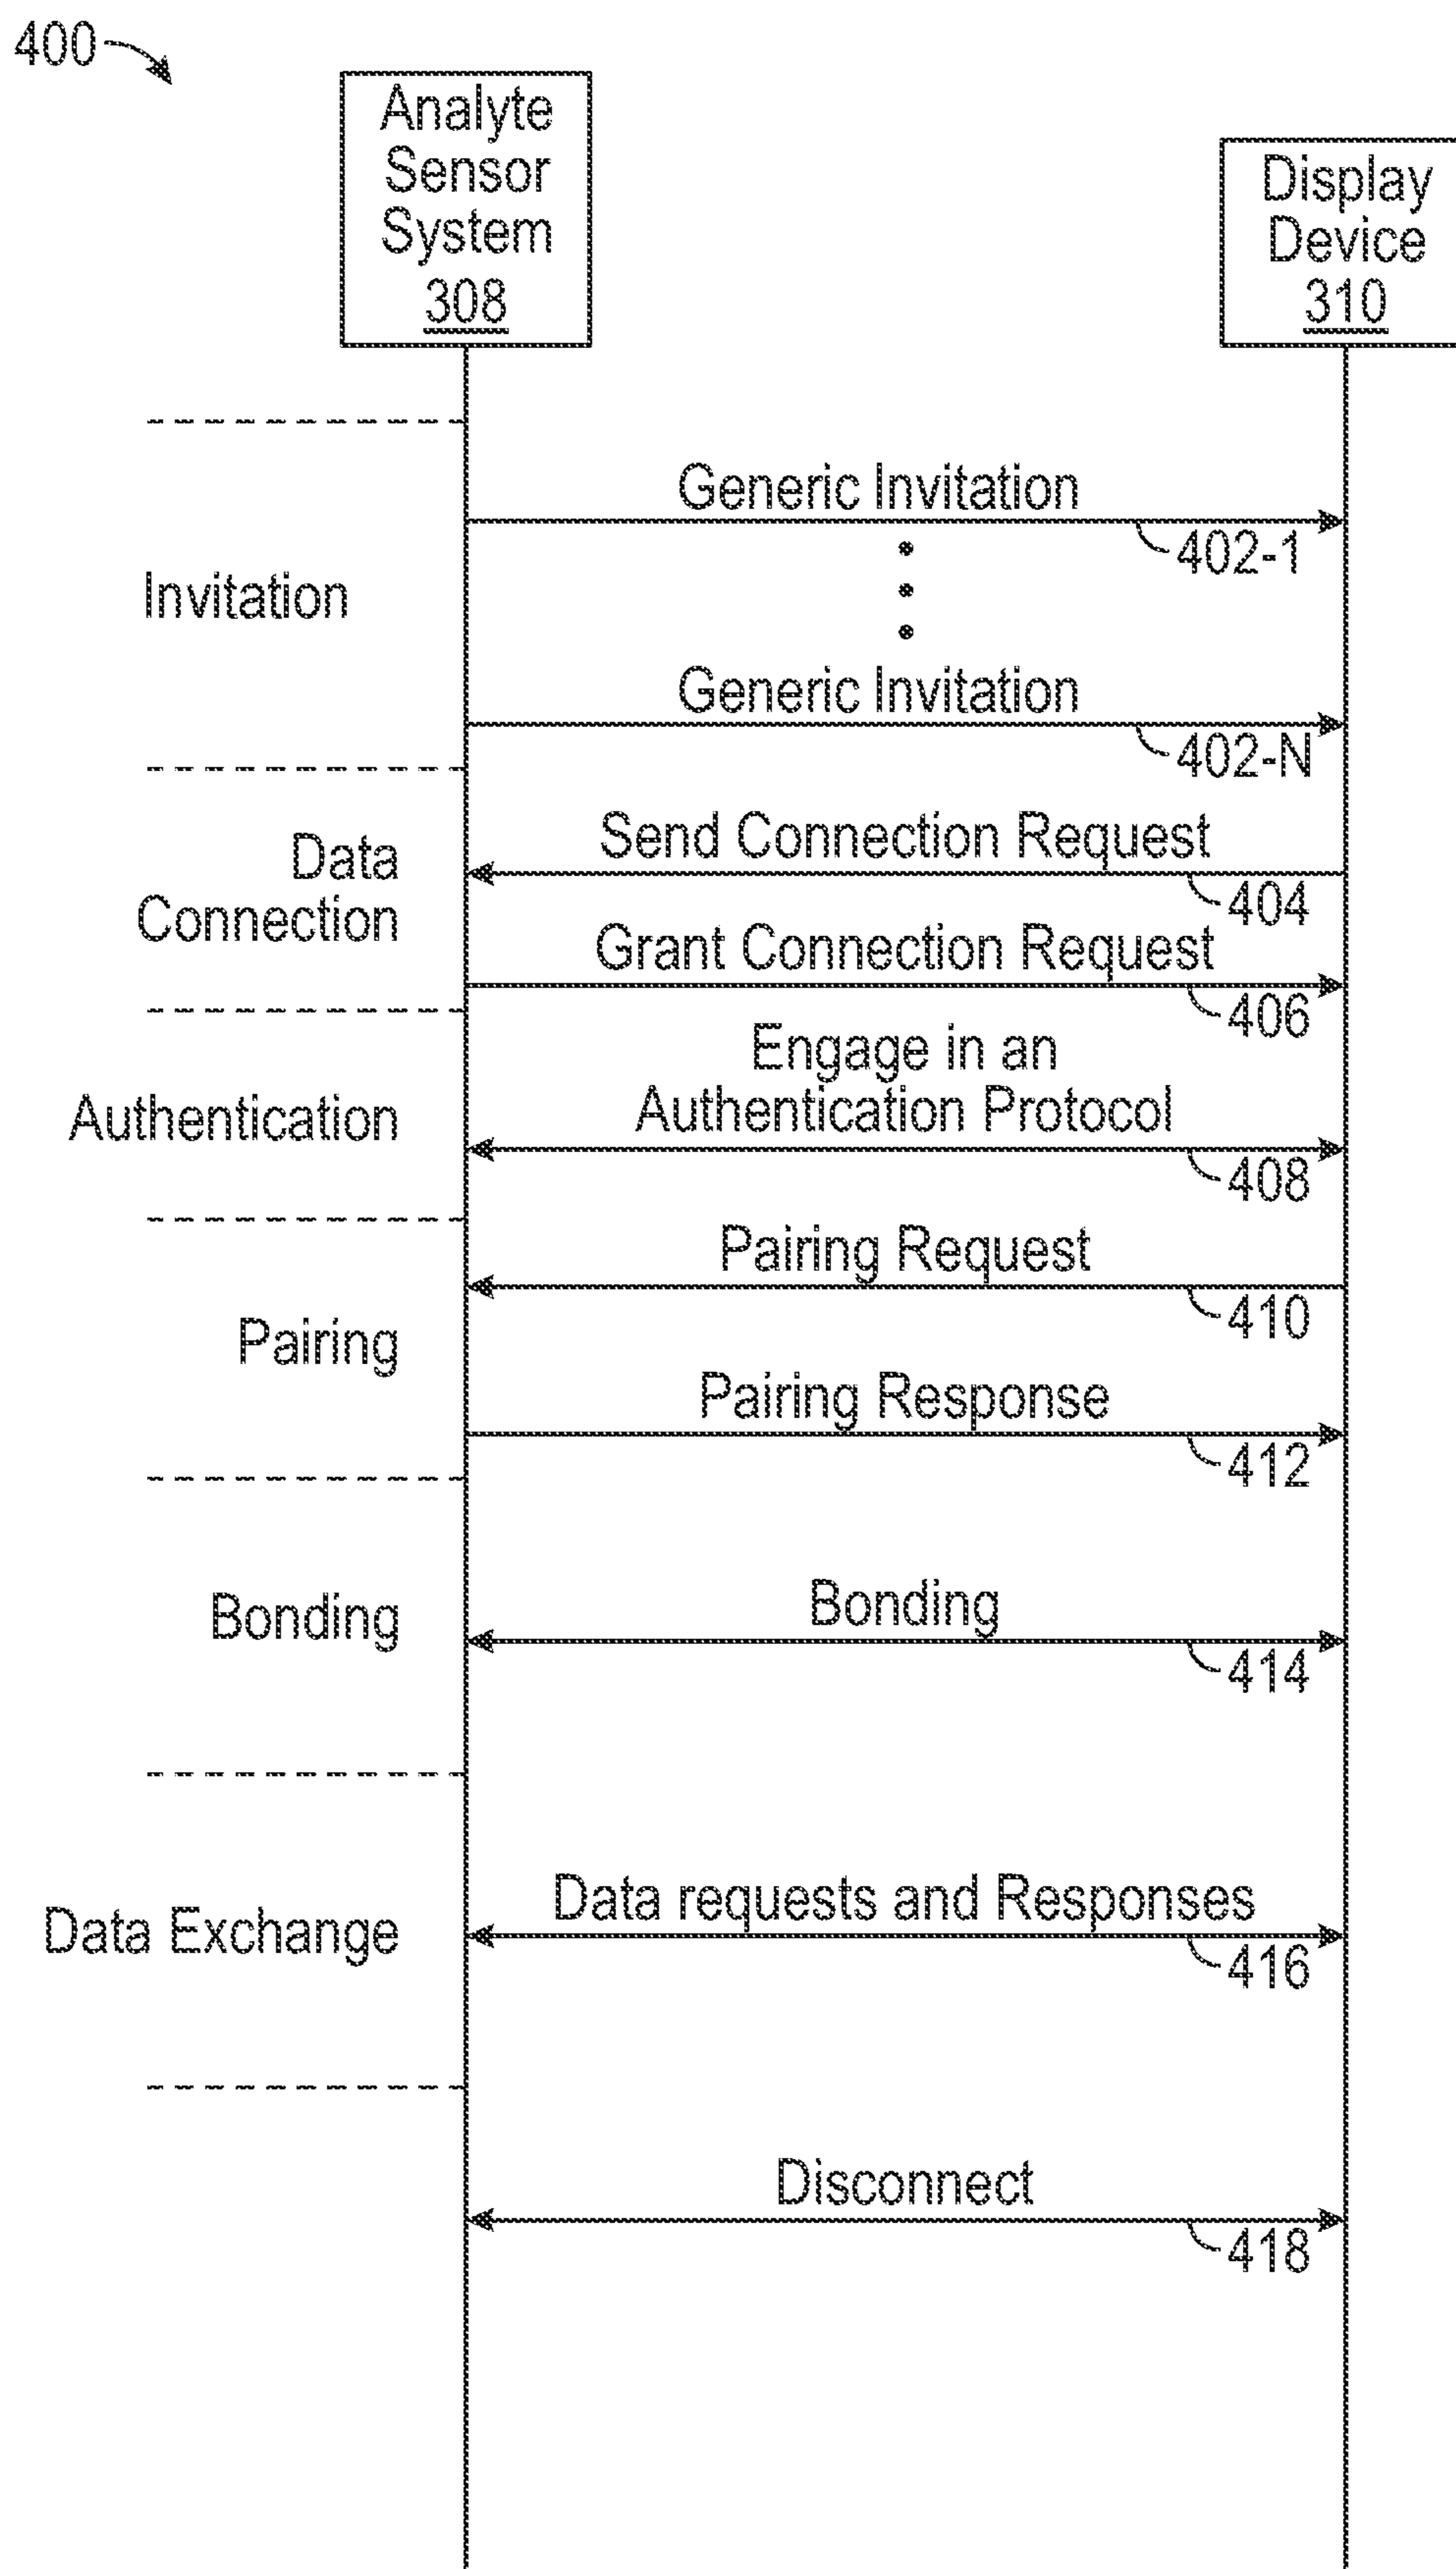 400
Analyte
Sensor
System
308
Display
Device
310
Invitation
Generic Invitation
402-1
Generic Invitation
402-N
Data
Connection
Send Connection Request
404
Grant Connection Request
406
Authentication
Engage in an
Authentication Protocol
408
Pairing
Pairing Request
410
Pairing Response
412
Bonding
Bonding
414
Data Exchange
Data requests and Responses
416
Disconnect
418